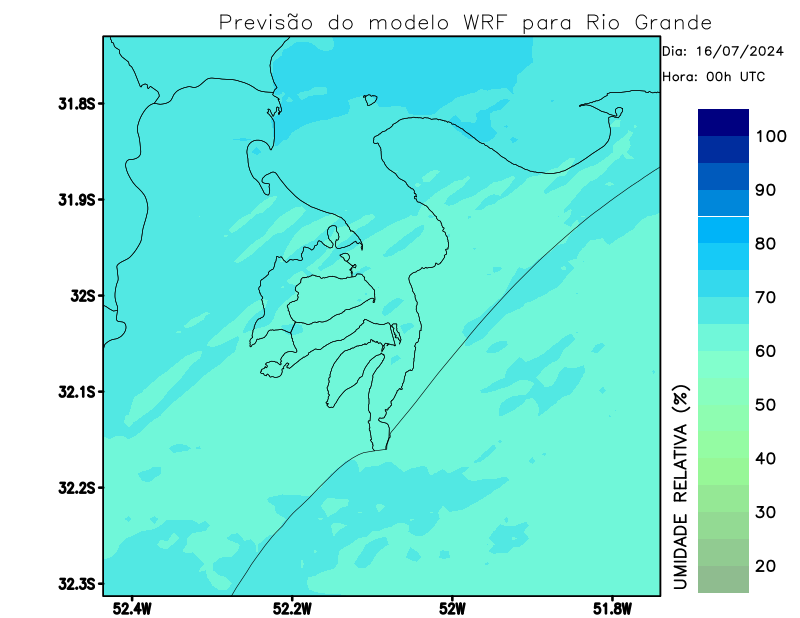 Previsão do modelo WRF para Rio Grande
Dia: 16/07/2024
Hora: 00h UTC
31.8S
31.9S
32S
32.1S
32.2S
32.3S
52.4W
52.2W
52W
51.8W
100
90
80
70
60
50
40
30
20
UMIDADE RELATIVA (%)